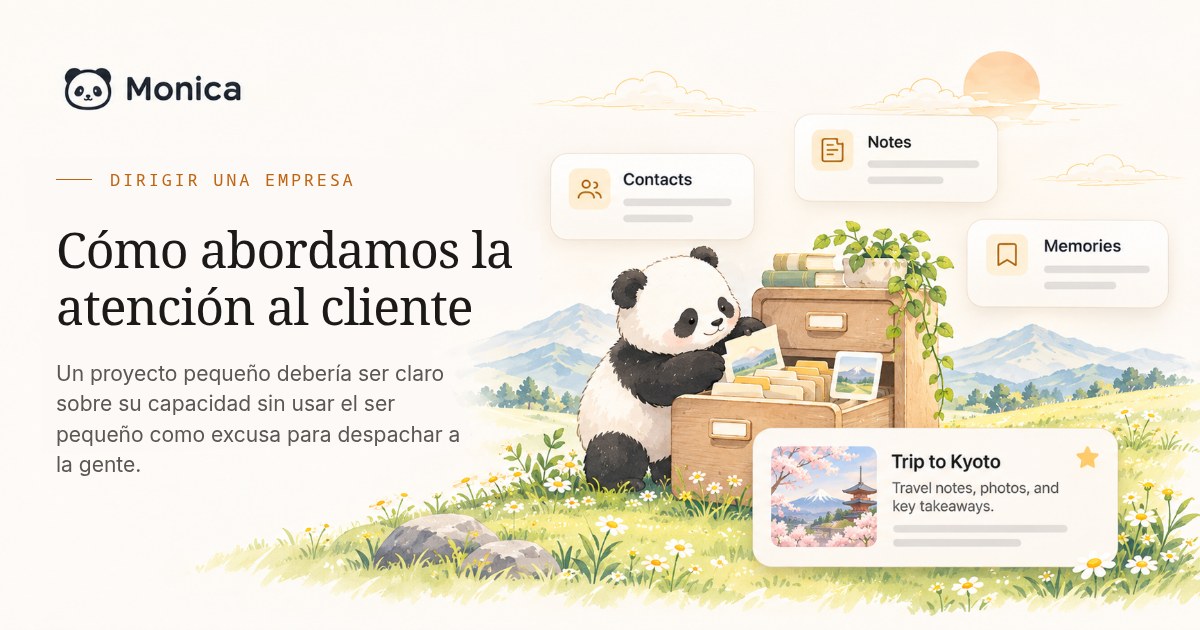 Monica
DIRIGIR UNA EMPRESA
Cómo abordamos la
atención al cliente
Un proyecto pequeño debería ser claro
sobre su capacidad sin usar el ser
pequeño como excusa para despachar a
la gente.
Contacts
Notes
Memories
Trip to Kyoto
Travel notes, photos, and
key takeaways.